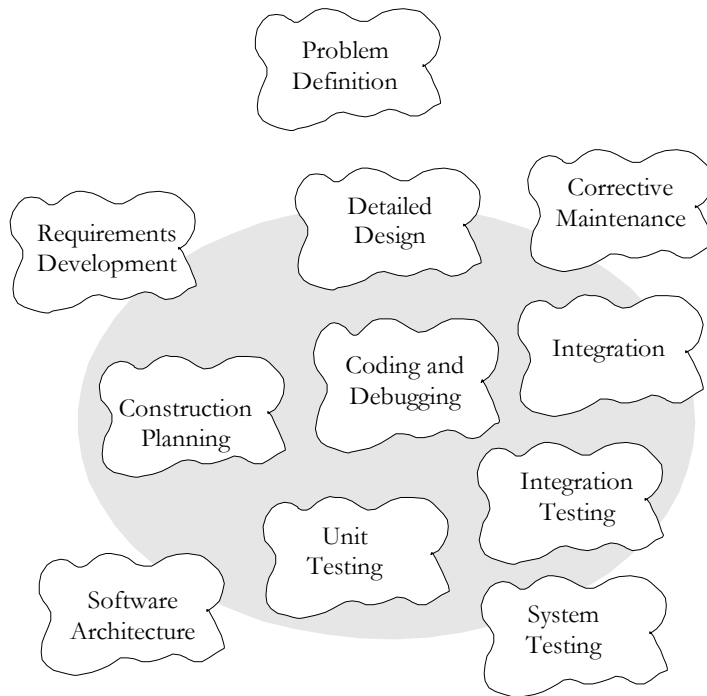 Problem
Definition
Detailed
Design
Corrective
Maintenance
Requirements
Development
Integration
Coding and
Debugging
Construction
Planning
Integration
Testing
Unit
Testing
Software
Architecture
System
Testing